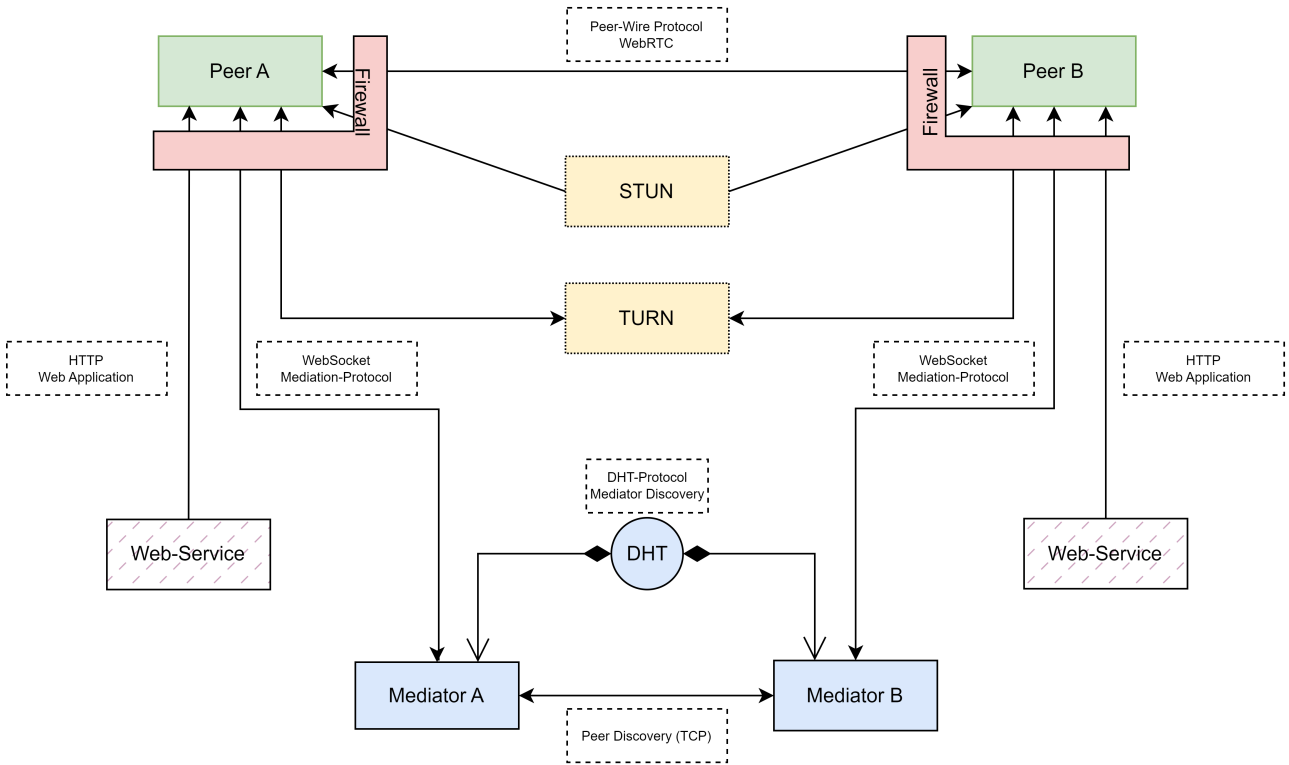 Peer-Wire Protocol
WebRTC
Peer A
Firewall
Firewall
Peer B
STUN
TURN
HTTP
Web Application
WebSocket
Mediation-Protocol
WebSocket
Mediation-Protocol
HTTP
Web Application
DHT-Protocol
Mediator Discovery
Web-Service
DHT
Web-Service
Mediator A
Mediator B
Peer Discovery (TCP)